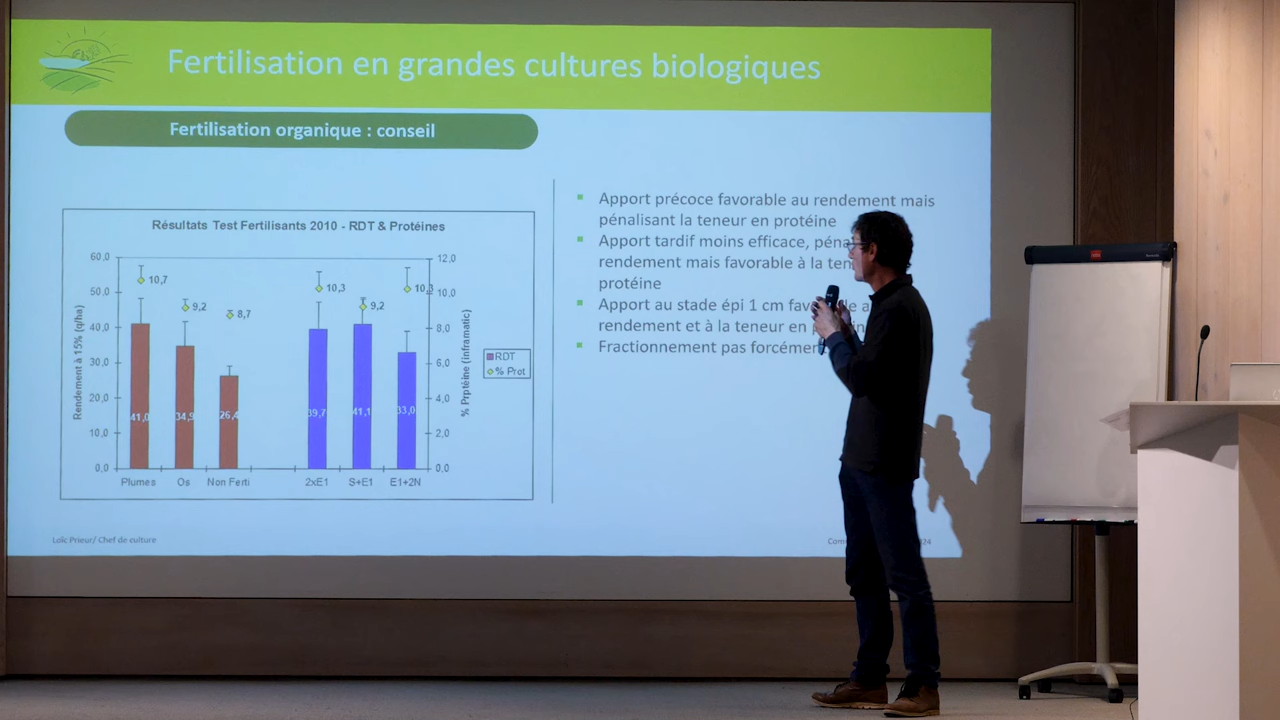 Fertilisation en grandes cultures biologiques
Fertilisation organique : conseil
Résultats Test Fertilisants 2010 - RDT & Protéines
60,0
50,0
40,0
30,0
20,0
10,0
0,0
Rendement à 15% (q/ha)
12,0
10,0
8,0
6,0
4,0
2,0
0,0
% Protéine (inframatic)
10,7
9,2
8,7
10,3
9,2
10,3
41,0
34,9
26,4
39,7
41,1
33,0
Plumes
Os
Non Ferti
2xE1
S+E1
E1+2N
RDT
% Prot
Apport précoce favorable au rendement mais
pénalisant la teneur en protéine
Apport tardif moins efficace,
rendement mais favorable à la
protéine
Apport au stade épi 1 cm
rendement et à la teneur en
Fractionnement pas
Loïc Prieur/ Chef de culture